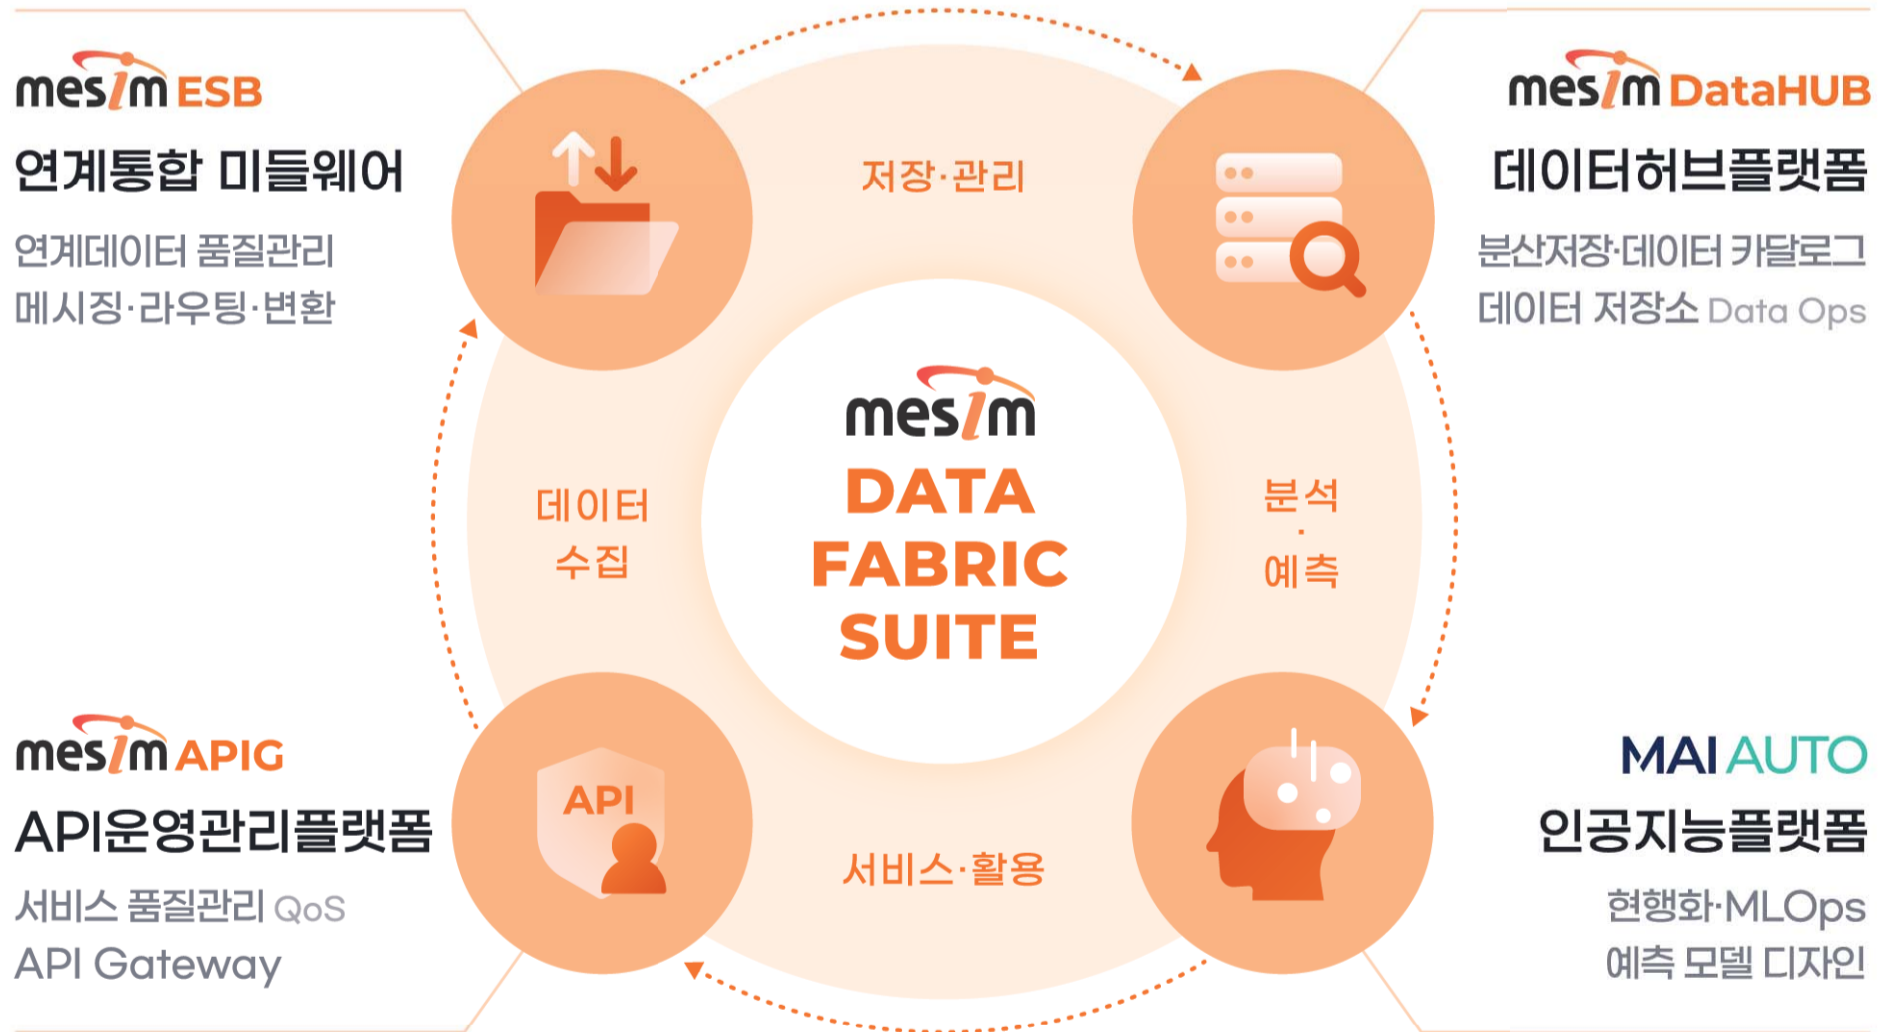 mesim ESB
연계통합 미들웨어
연계데이터 품질관리
메시징·라우팅·변환
mesim DataHUB
데이터허브플랫폼
분산저장·데이터 카달로그
데이터 저장소 Data Ops
저장·관리
데이터
수집
mesim
DATA
FABRIC
SUITE
분석
·
예측
서비스·활용
mesim APIG
API운영관리플랫폼
서비스 품질관리 QoS
API Gateway
API
MAI AUTO
인공지능플랫폼
현행화·MLOps
예측 모델 디자인